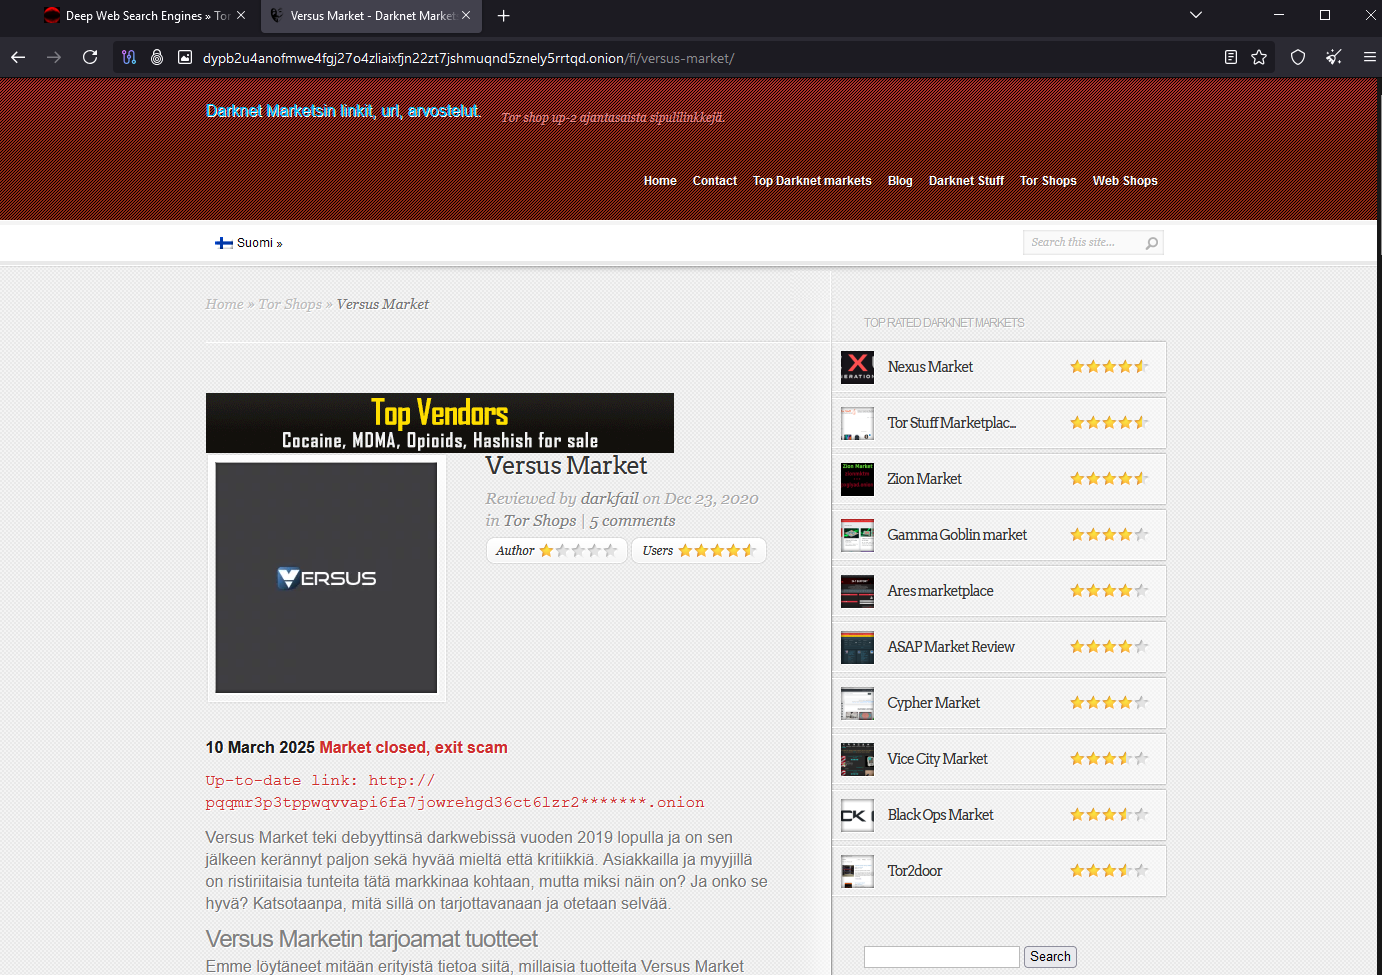 Deep Web Search Engines » Tor
Versus Market - Darknet Market
dypb2u4anofmwe4fgj27o4zliaixfjn22zt7jshmuqnd5znely5rrtqd.onion/fi/versus-market/
Darknet Marketsin linkit, url, arvostelut.
Tor shop up-2 ajantasaista sipulilinkkejä.
Home Contact Top Darknet markets Blog Darknet Stuff Tor Shops Web Shops
Suomi »
Search this site...
Home » Tor Shops » Versus Market
Top Vendors
Cocaine, MDMA, Opioids, Hashish for sale
VERSUS
Versus Market
Reviewed by darkfail on Dec 23, 2020
in Tor Shops | 5 comments
Author
Users
10 March 2025 Market closed, exit scam
Up-to-date link: http://
pqqmr3p3tppwqvvapi6fa7jowrehgd36ct6lzr2*******.onion
Versus Market teki debyyttinsä darkwebissä vuoden 2019 lopulla ja on sen
jälkeen kerännyt paljon sekä hyvää mieltä että kritiikkiä. Asiakkailla ja myyjillä
on ristiriitaisia tunteita tätä markkinaa kohtaan, mutta miksi näin on? Ja onko se
hyvä? Katsotaanpa, mitä sillä on tarjottavanaan ja otetaan selvää.
Versus Marketin tarjoamat tuotteet
Emme löytäneet mitään erityistä tietoa siitä, millaisia tuotteita Versus Market
TOP RATED DARKNET MARKETS
Nexus Market
Tor Stuff Marketplac...
Zion Market
Zion Market
Gamma Goblin market
Ares marketplace
ASAP Market Review
Cypher Market
Vice City Market
Black Ops Market
Tor2door
Search